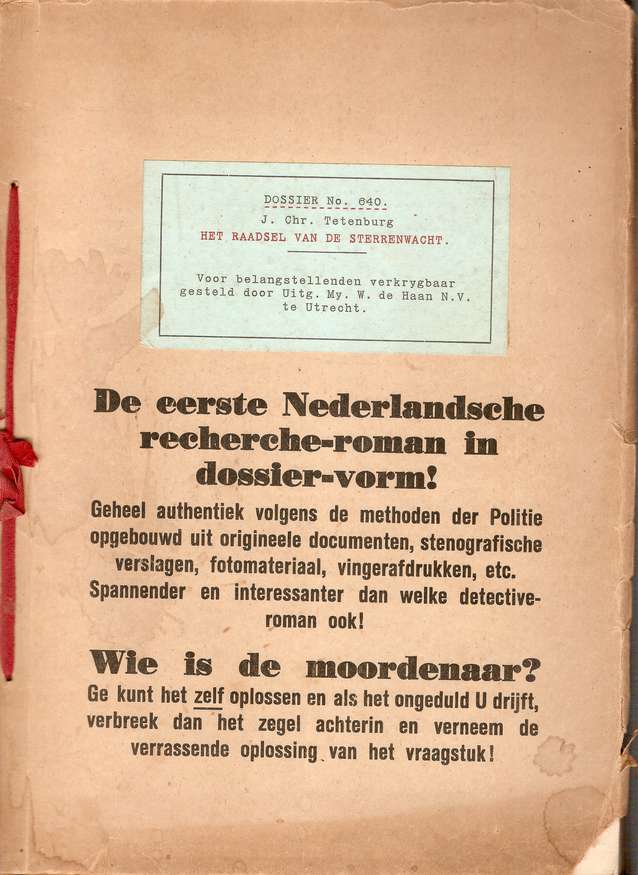 DOSSIER No. 640.
J. Chr. Tetenburg
HET RAADSEL VAN DE STERRENWACHT.
Voor belangstellenden verkrygbaar
gesteld door Uitg. My. W. de Haan N.V.
te Utrecht.
De eerste Nederlandsche
recherche-roman in
dossier-vorm!
Geheel authentiek volgens de methoden der Politie
opgebouwd uit origineele documenten, stenografische
verslagen, fotomateriaal, vingerafdrukken, etc.
Spannender en interessanter dan welke detective-
roman ook!
Wie is de moordenaar?
Ge kunt het zelf oplossen en als het ongeduld U drijft,
verbreek dan het zegel achterin en verneem de
verrassende oplossing van het vraagstuk!